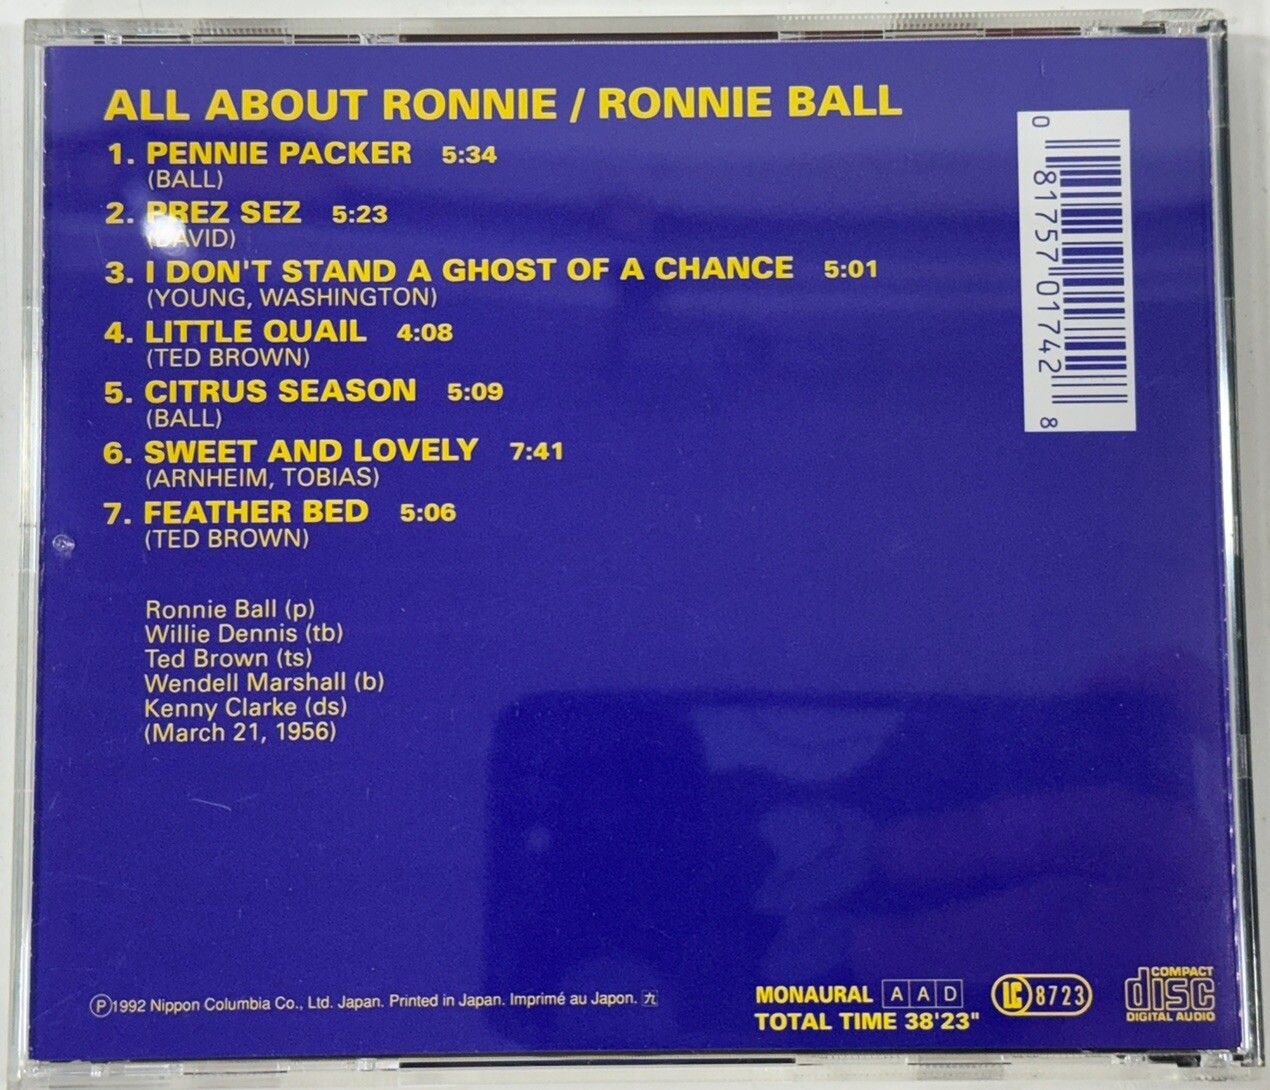 ALL ABOUT RONNIE / RONNIE BALL
1. PENNIE PACKER 5:34
(BALL)
2. PREZ SEZ 5:23
(DAVID)
3. I DON'T STAND A GHOST OF A CHANCE 5:01
(YOUNG, WASHINGTON)
4. LITTLE QUAIL 4:08
(TED BROWN)
5. CITRUS SEASON 5:09
(BALL)
6. SWEET AND LOVELY 7:41
(ARNHEIM, TOBIAS)
7. FEATHER BED 5:06
(TED BROWN)
Ronnie Ball (p)
Willie Dennis (tb)
Ted Brown (ts)
Wendell Marshall (b)
Kenny Clarke (ds)
(March 21, 1956)
0 81757 01742 8
Ⓟ1992 Nippon Columbia Co., Ltd. Japan. Printed in Japan. Imprimé au Japon. 九
MONAURAL A A D
TOTAL TIME 38'23"
LC 8723
COMPACT
disc
DIGITAL AUDIO